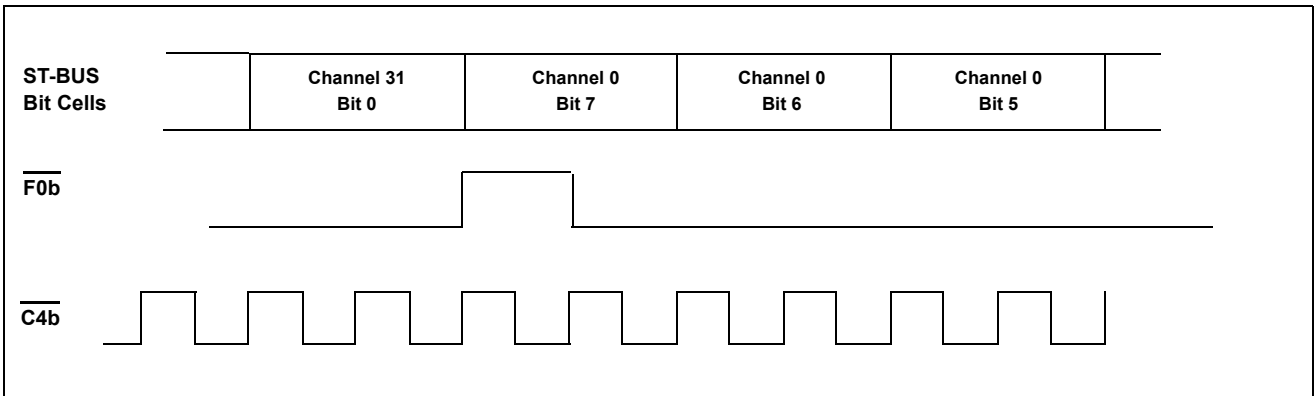 ST-BUS
Bit Cells
Channel 31
Bit 0
Channel 0
Bit 7
Channel 0
Bit 6
Channel 0
Bit 5
F0b
C4b